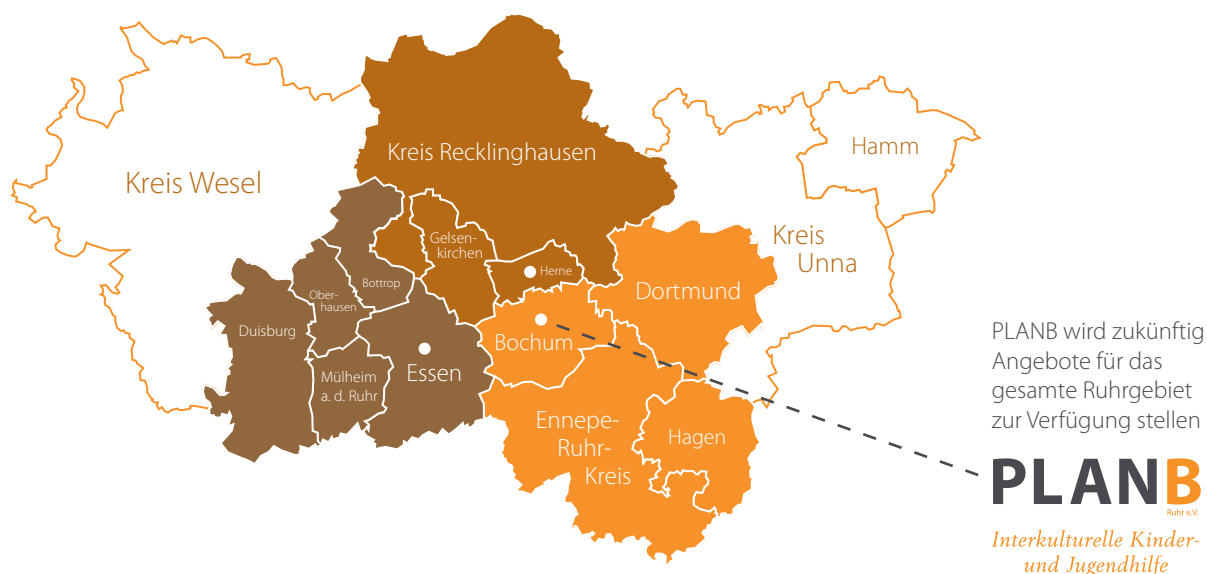 Kreis Recklinghausen
Hamm
Kreis Wesel
Gelsen-
kirchen
Kreis
Unna
Herne
Bottrop
Ober-
hausen
Dortmund
Duisburg
Bochum
Essen
Mülheim
a. d. Ruhr
Ennepe-
Ruhr-
Kreis
Hagen
PLANB wird zukünftig
Angebote für das
gesamte Ruhrgebiet
zur Verfügung stellen
PLANB
Ruhr e.V.
Interkulturelle Kinder-
und Jugendhilfe